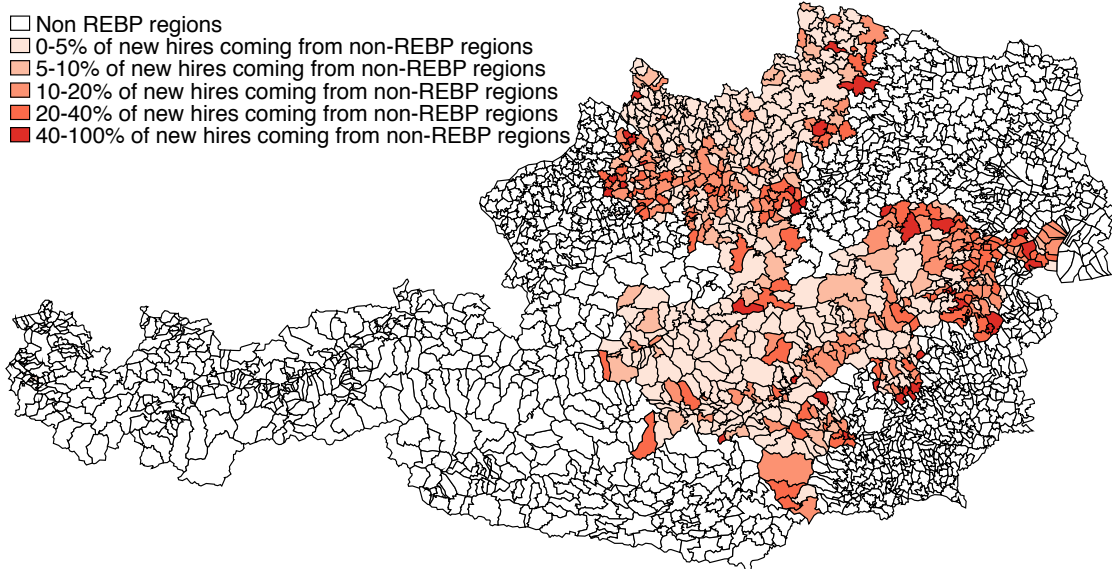 Non REBP regions
0-5% of new hires coming from non-REBP regions
5-10% of new hires coming from non-REBP regions
10-20% of new hires coming from non-REBP regions
20-40% of new hires coming from non-REBP regions
40-100% of new hires coming from non-REBP regions